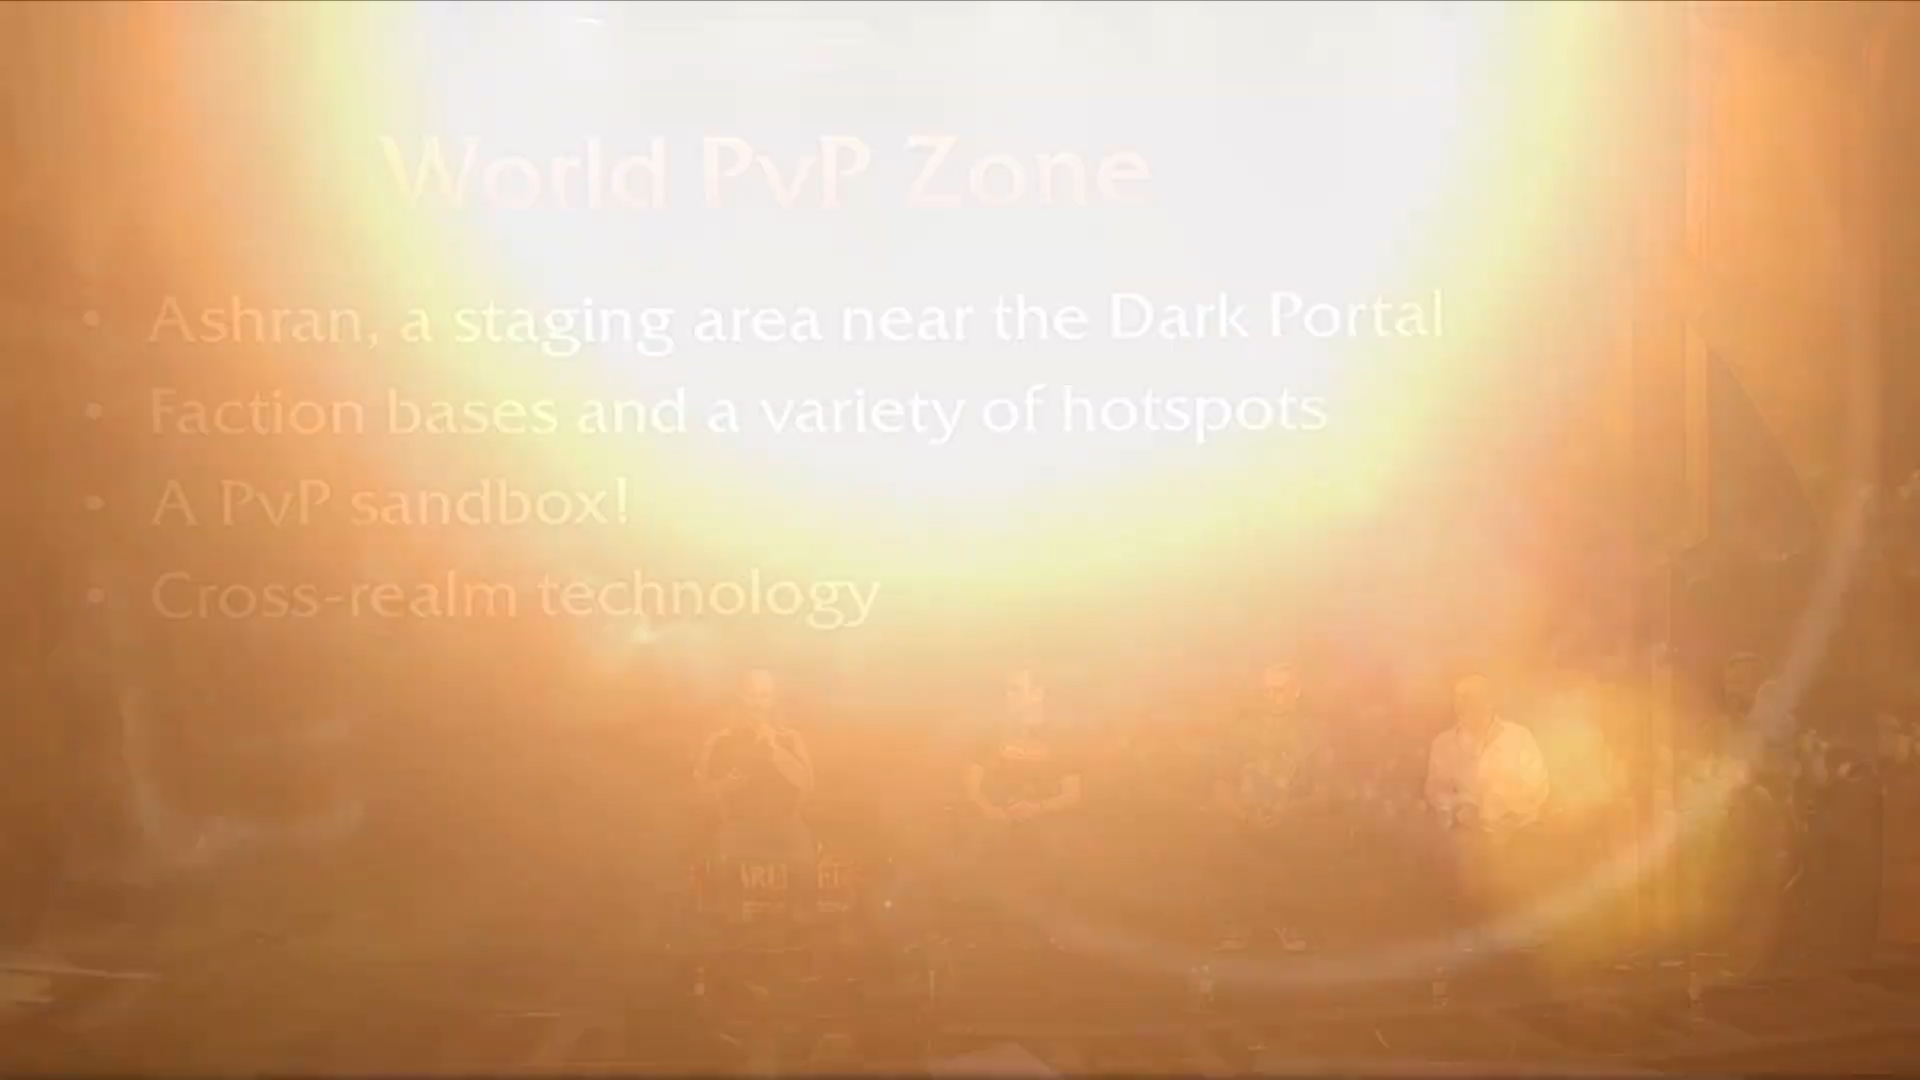 World PvP Zone
• Ashran, a staging area near the Dark Portal
• Faction bases and a variety of hotspots
• A PvP sandbox!
• Cross-realm technology